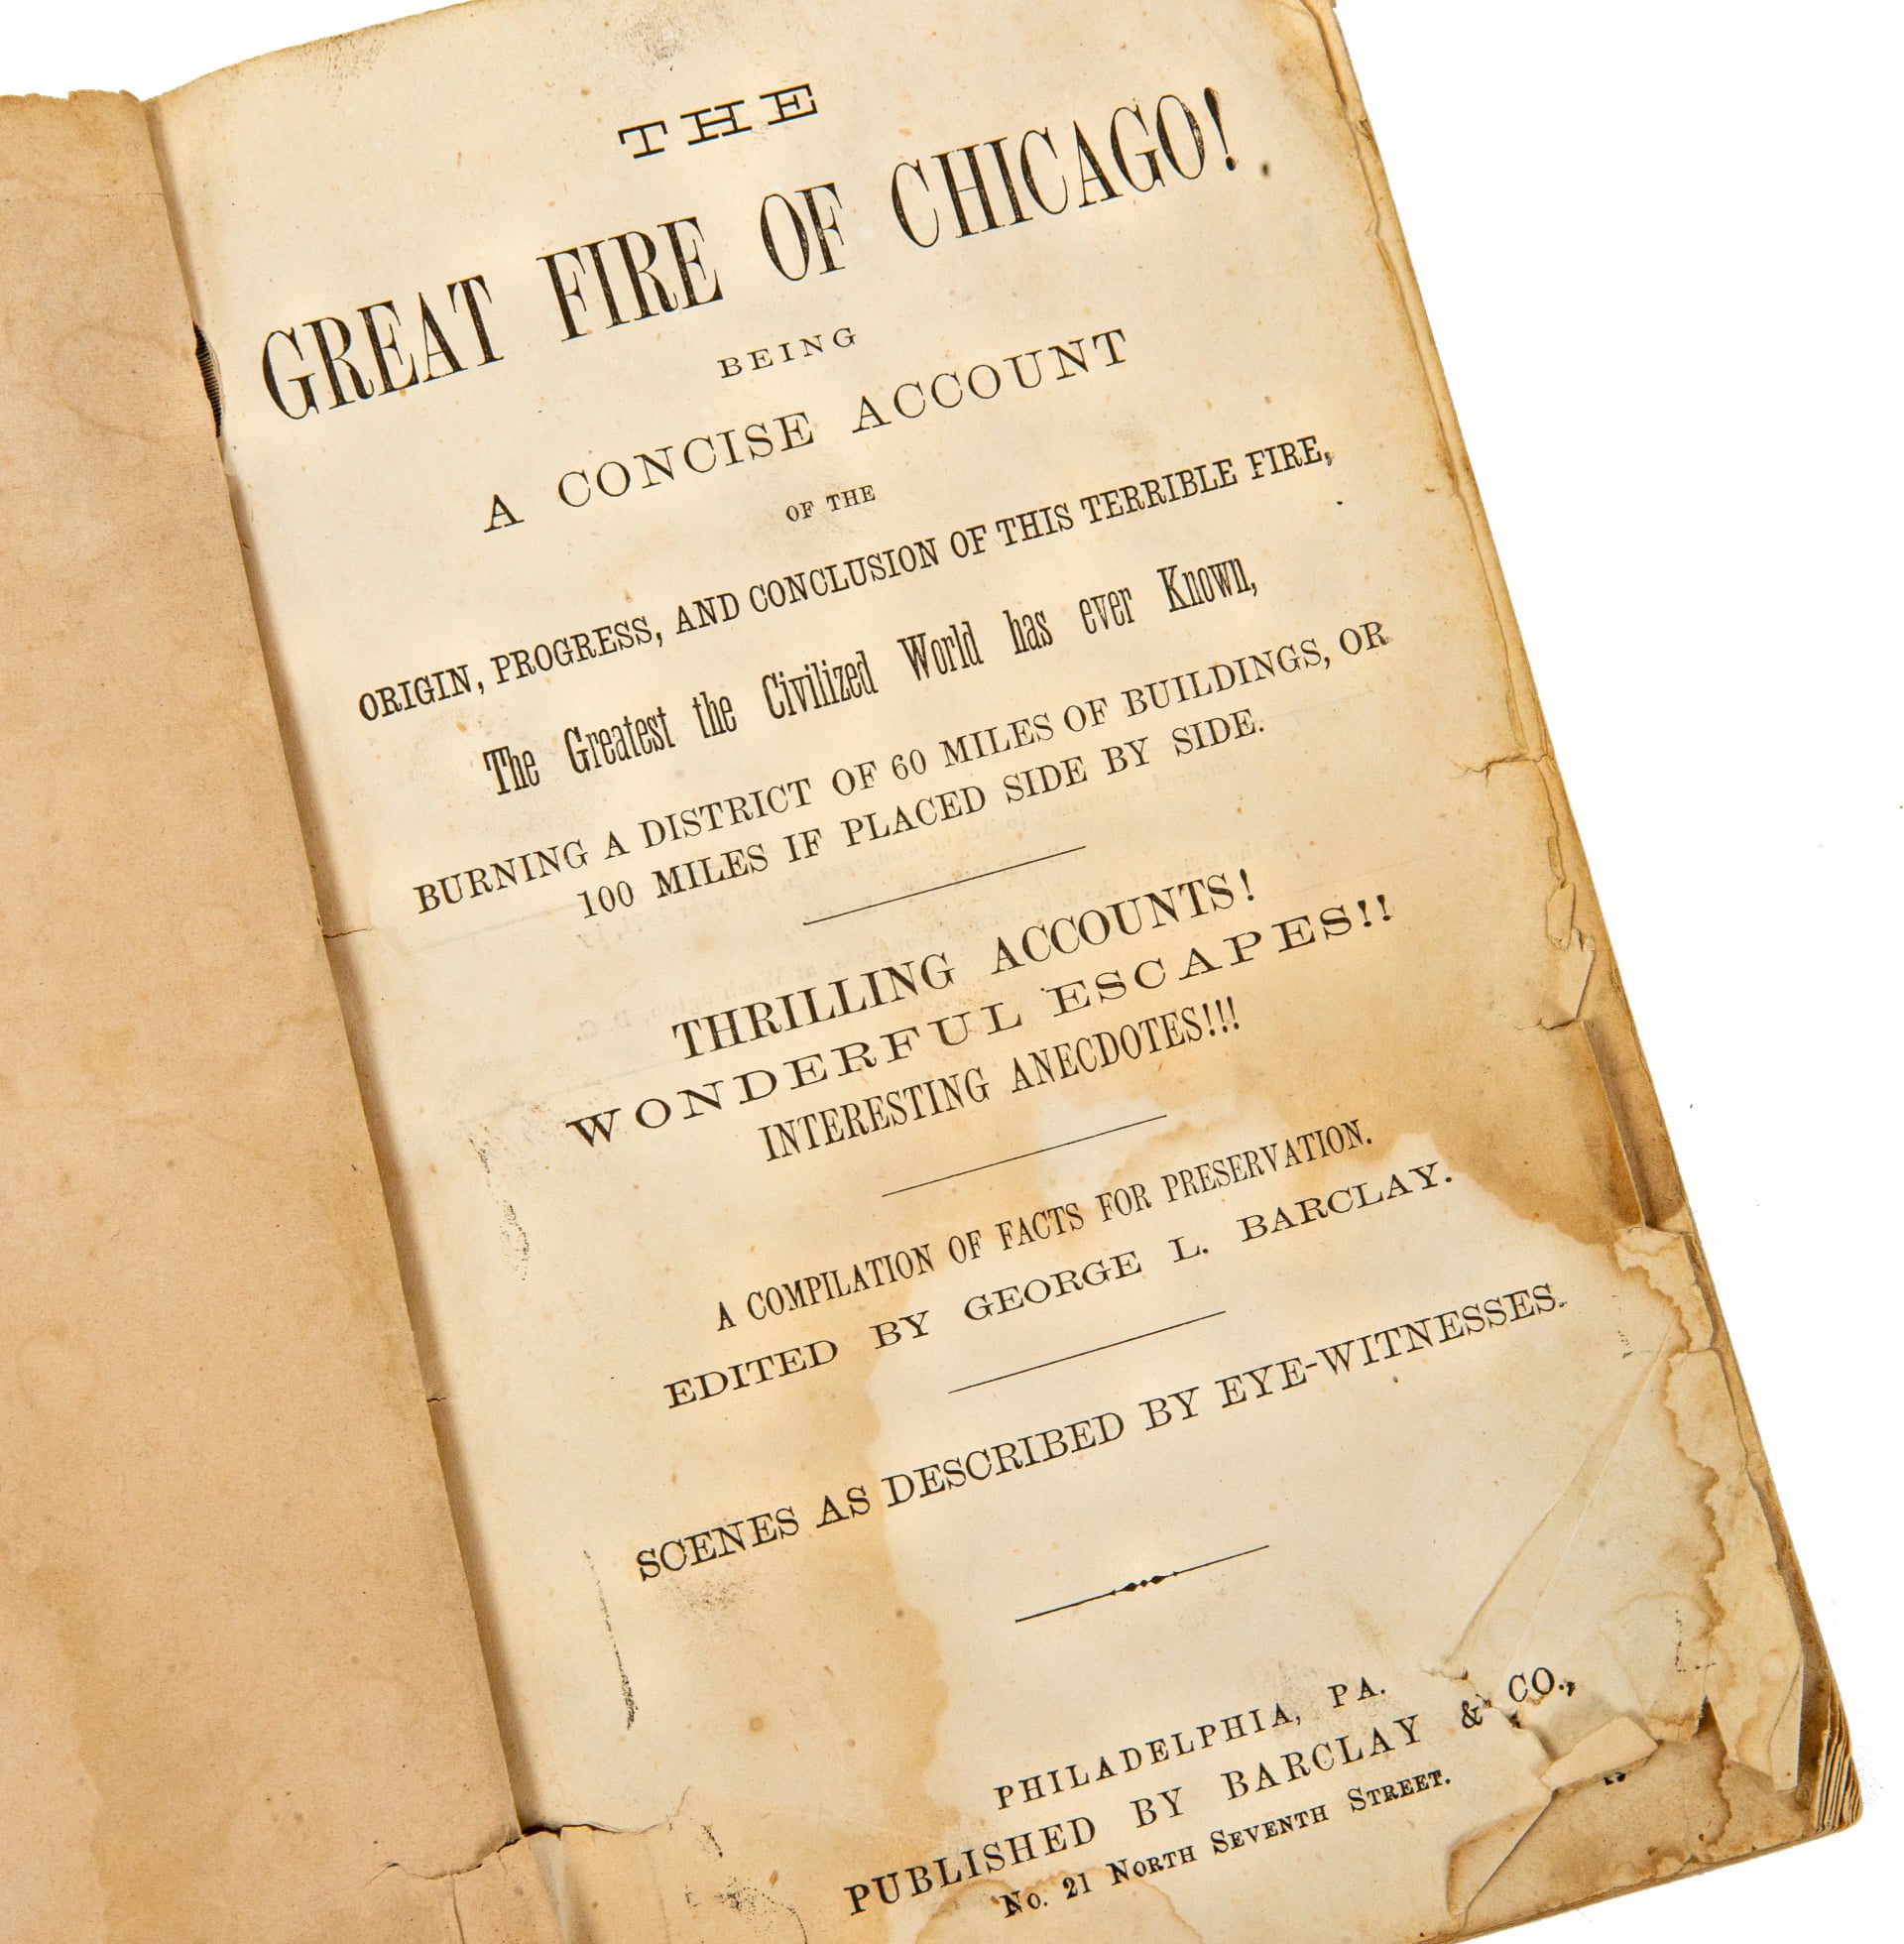 THE
GREAT FIRE OF CHICAGO!
BEING
A CONCISE ACCOUNT
OF THE
ORIGIN, PROGRESS, AND CONCLUSION OF THIS TERRIBLE FIRE,
The Greatest the Civilized World has ever Known,
BURNING A DISTRICT OF 60 MILES OF BUILDINGS, OR
100 MILES IF PLACED SIDE BY SIDE.
THRILLING ACCOUNTS!
WONDERFUL ESCAPES!!
INTERESTING ANECDOTES!!!
A COMPILATION OF FACTS FOR PRESERVATION.
EDITED BY GEORGE L. BARCLAY.
SCENES AS DESCRIBED BY EYE-WITNESSES.
PHILADELPHIA, PA.
PUBLISHED BY BARCLAY & CO.,
No. 21 North Seventh Street.